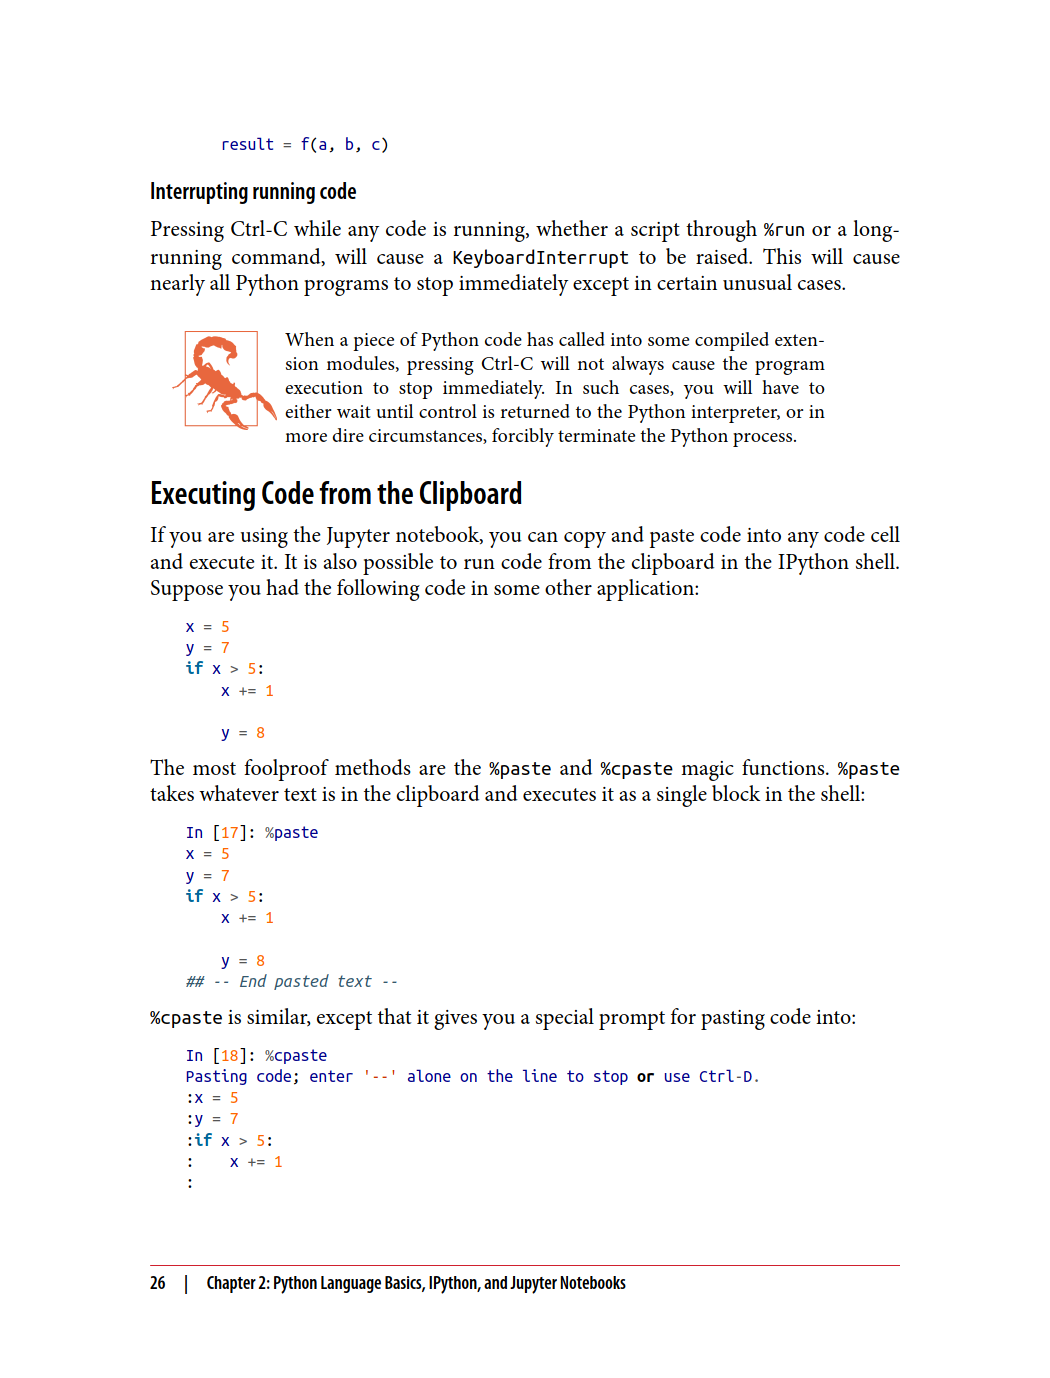 result = f(a, b, c)
Interrupting running code
Pressing Ctrl-C while any code is running, whether a script through %run or a long-
running command, will cause a KeyboardInterrupt to be raised. This will cause
nearly all Python programs to stop immediately except in certain unusual cases.
When a piece of Python code has called into some compiled exten-
sion modules, pressing Ctrl-C will not always cause the program
execution to stop immediately. In such cases, you will have to
either wait until control is returned to the Python interpreter, or in
more dire circumstances, forcibly terminate the Python process.
Executing Code from the Clipboard
If you are using the Jupyter notebook, you can copy and paste code into any code cell
and execute it. It is also possible to run code from the clipboard in the IPython shell.
Suppose you had the following code in some other application:
x = 5
y = 7
if x > 5:
    x += 1

    y = 8
The most foolproof methods are the %paste and %cpaste magic functions. %paste
takes whatever text is in the clipboard and executes it as a single block in the shell:
In [17]: %paste
x = 5
y = 7
if x > 5:
    x += 1

    y = 8
## -- End pasted text --
%cpaste is similar, except that it gives you a special prompt for pasting code into:
In [18]: %cpaste
Pasting code; enter '--' alone on the line to stop or use Ctrl-D.
:x = 5
:y = 7
:if x > 5:
:    x += 1
:
26 | Chapter 2: Python Language Basics, IPython, and Jupyter Notebooks